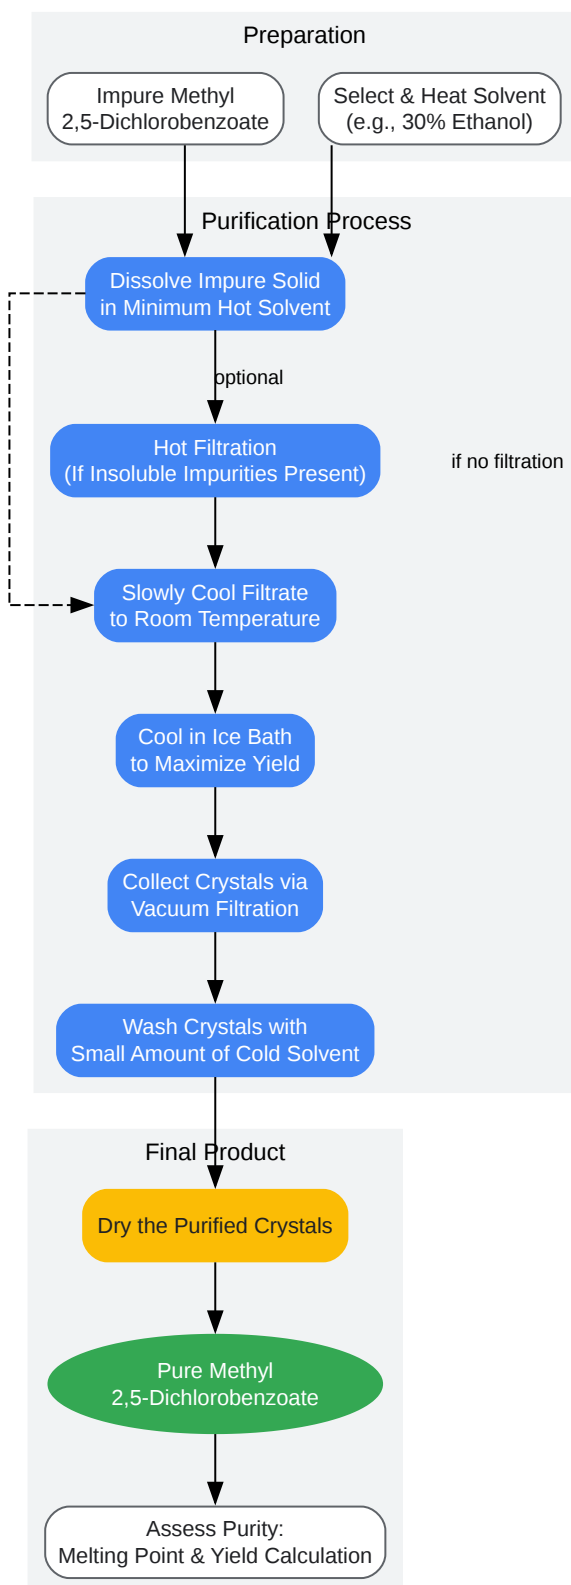 Preparation
Impure Methyl
2,5-Dichlorobenzoate
Select & Heat Solvent
(e.g., 30% Ethanol)
Purification Process
Dissolve Impure Solid
in Minimum Hot Solvent
optional
Hot Filtration
(If Insoluble Impurities Present)
if no filtration
Slowly Cool Filtrate
to Room Temperature
Cool in Ice Bath
to Maximize Yield
Collect Crystals via
Vacuum Filtration
Wash Crystals with
Small Amount of Cold Solvent
Final Product
Dry the Purified Crystals
Pure Methyl
2,5-Dichlorobenzoate
Assess Purity:
Melting Point & Yield Calculation